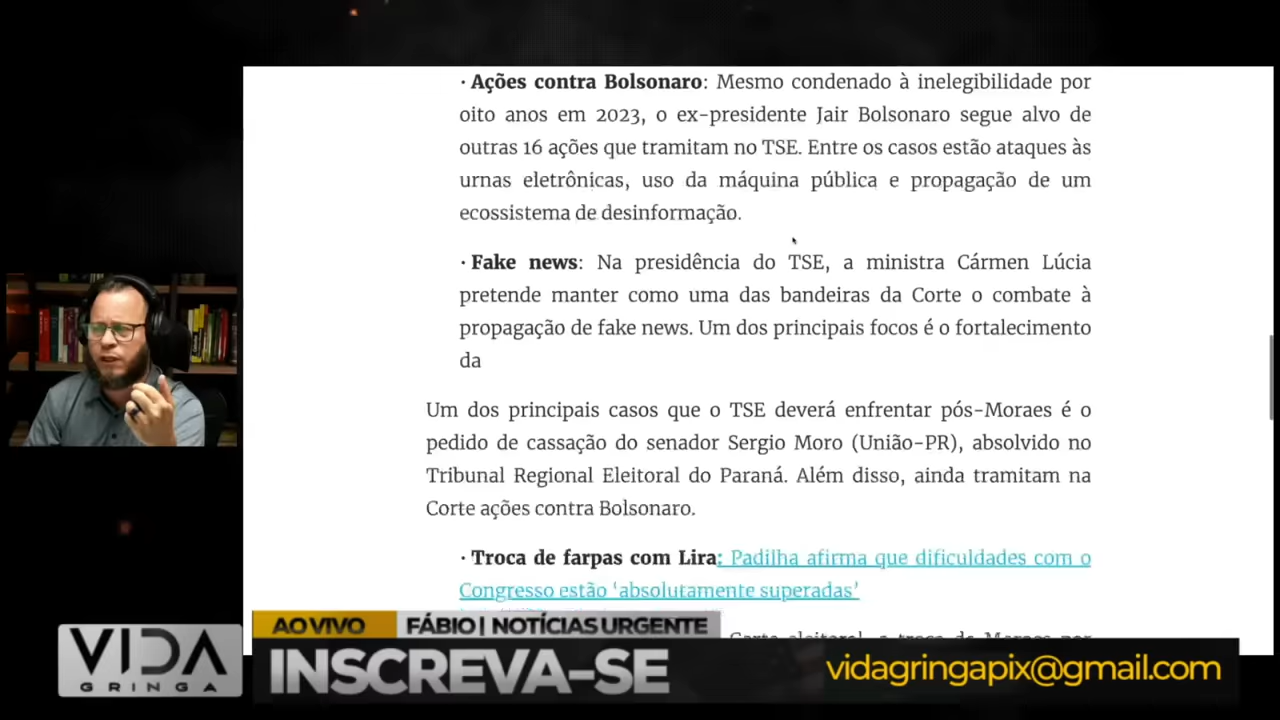 · Ações contra Bolsonaro: Mesmo condenado à inelegibilidade por
oito anos em 2023, o ex-presidente Jair Bolsonaro segue alvo de
outras 16 ações que tramitam no TSE. Entre os casos estão ataques às
urnas eletrônicas, uso da máquina pública e propagação de um
ecossistema de desinformação.
· Fake news: Na presidência do TSE, a ministra Cármen Lúcia
pretende manter como uma das bandeiras da Corte o combate à
propagação de fake news. Um dos principais focos é o fortalecimento
da
Um dos principais casos que o TSE deverá enfrentar pós-Moraes é o
pedido de cassação do senador Sergio Moro (União-PR), absolvido no
Tribunal Regional Eleitoral do Paraná. Além disso, ainda tramitam na
Corte ações contra Bolsonaro.
· Troca de farpas com Lira: Padilha afirma que dificuldades com o
Congresso estão ‘absolutamente superadas’
Corte eleitoral, a troca de Moraes por
AO VIVO FÁBIO | NOTÍCIAS URGENTE
VIDA
GRINGA
INSCREVA-SE
vidagringapix@gmail.com